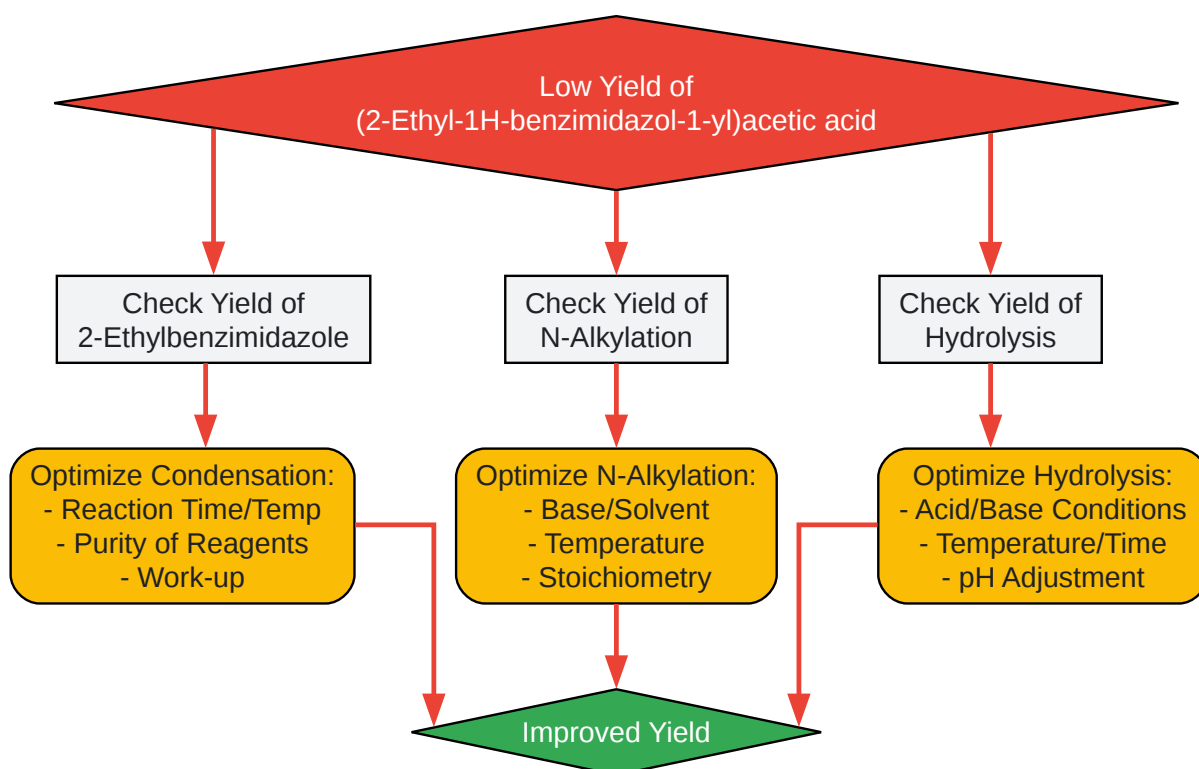 Low Yield of
(2-Ethyl-1H-benzimidazol-1-yl)acetic acid
Check Yield of
2-Ethylbenzimidazole
Check Yield of
N-Alkylation
Check Yield of
Hydrolysis
Optimize Condensation:
- Reaction Time/Temp
- Purity of Reagents
- Work-up
Optimize N-Alkylation:
- Base/Solvent
- Temperature
- Stoichiometry
Optimize Hydrolysis:
- Acid/Base Conditions
- Temperature/Time
- pH Adjustment
Improved Yield